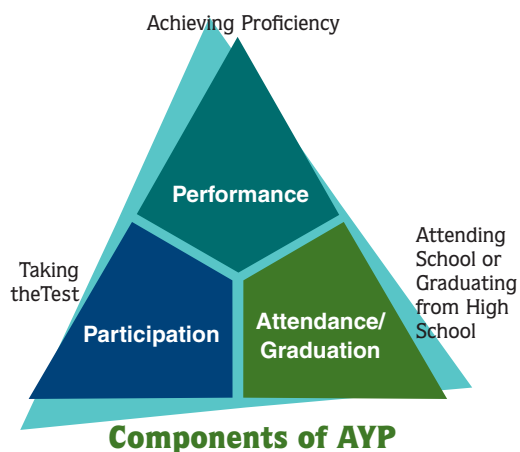 Achieving Proficiency
Performance
Taking
theTest
Participation
Attendance/
Graduation
Attending
School or
Graduating
from High
School
Components of AYP